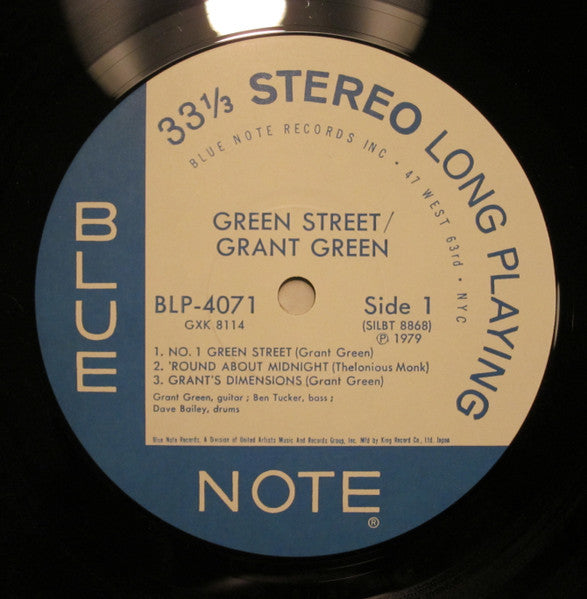 33⅓ STEREO LONG PLAYING
BLUE NOTE RECORDS INC • 47 WEST 63rd • NYC
GREEN STREET/
GRANT GREEN
BLP-4071
GXK 8114
Side 1
(SILBT 8868)
Ⓟ 1979
1. NO. 1 GREEN STREET (Grant Green)
2. 'ROUND ABOUT MIDNIGHT (Thelonious Monk)
3. GRANT'S DIMENSIONS (Grant Green)
Grant Green, guitar ; Ben Tucker, bass ;
Dave Bailey, drums
Blue Note Records, A Division of United Artists Music And Records Group, Inc. Mfd by King Record Co., Ltd. Japan
BLUE
NOTE®